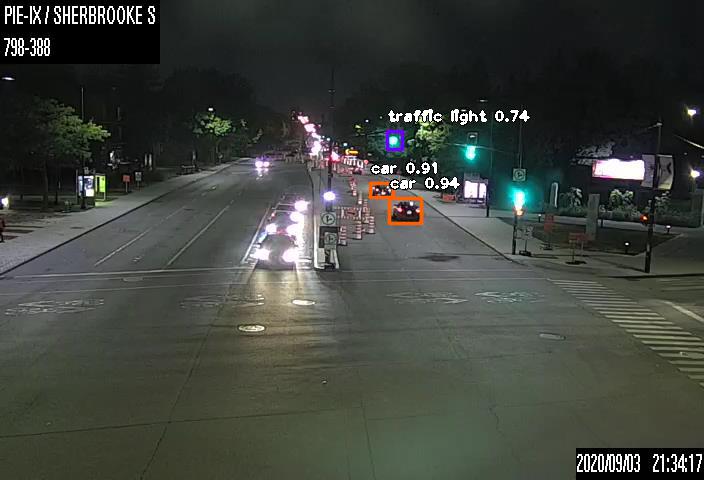 PIE-IX / SHERBROOKE S
798-388
traffic light 0.74
car 0.91
car 0.94
2020/09/03 21:34:17